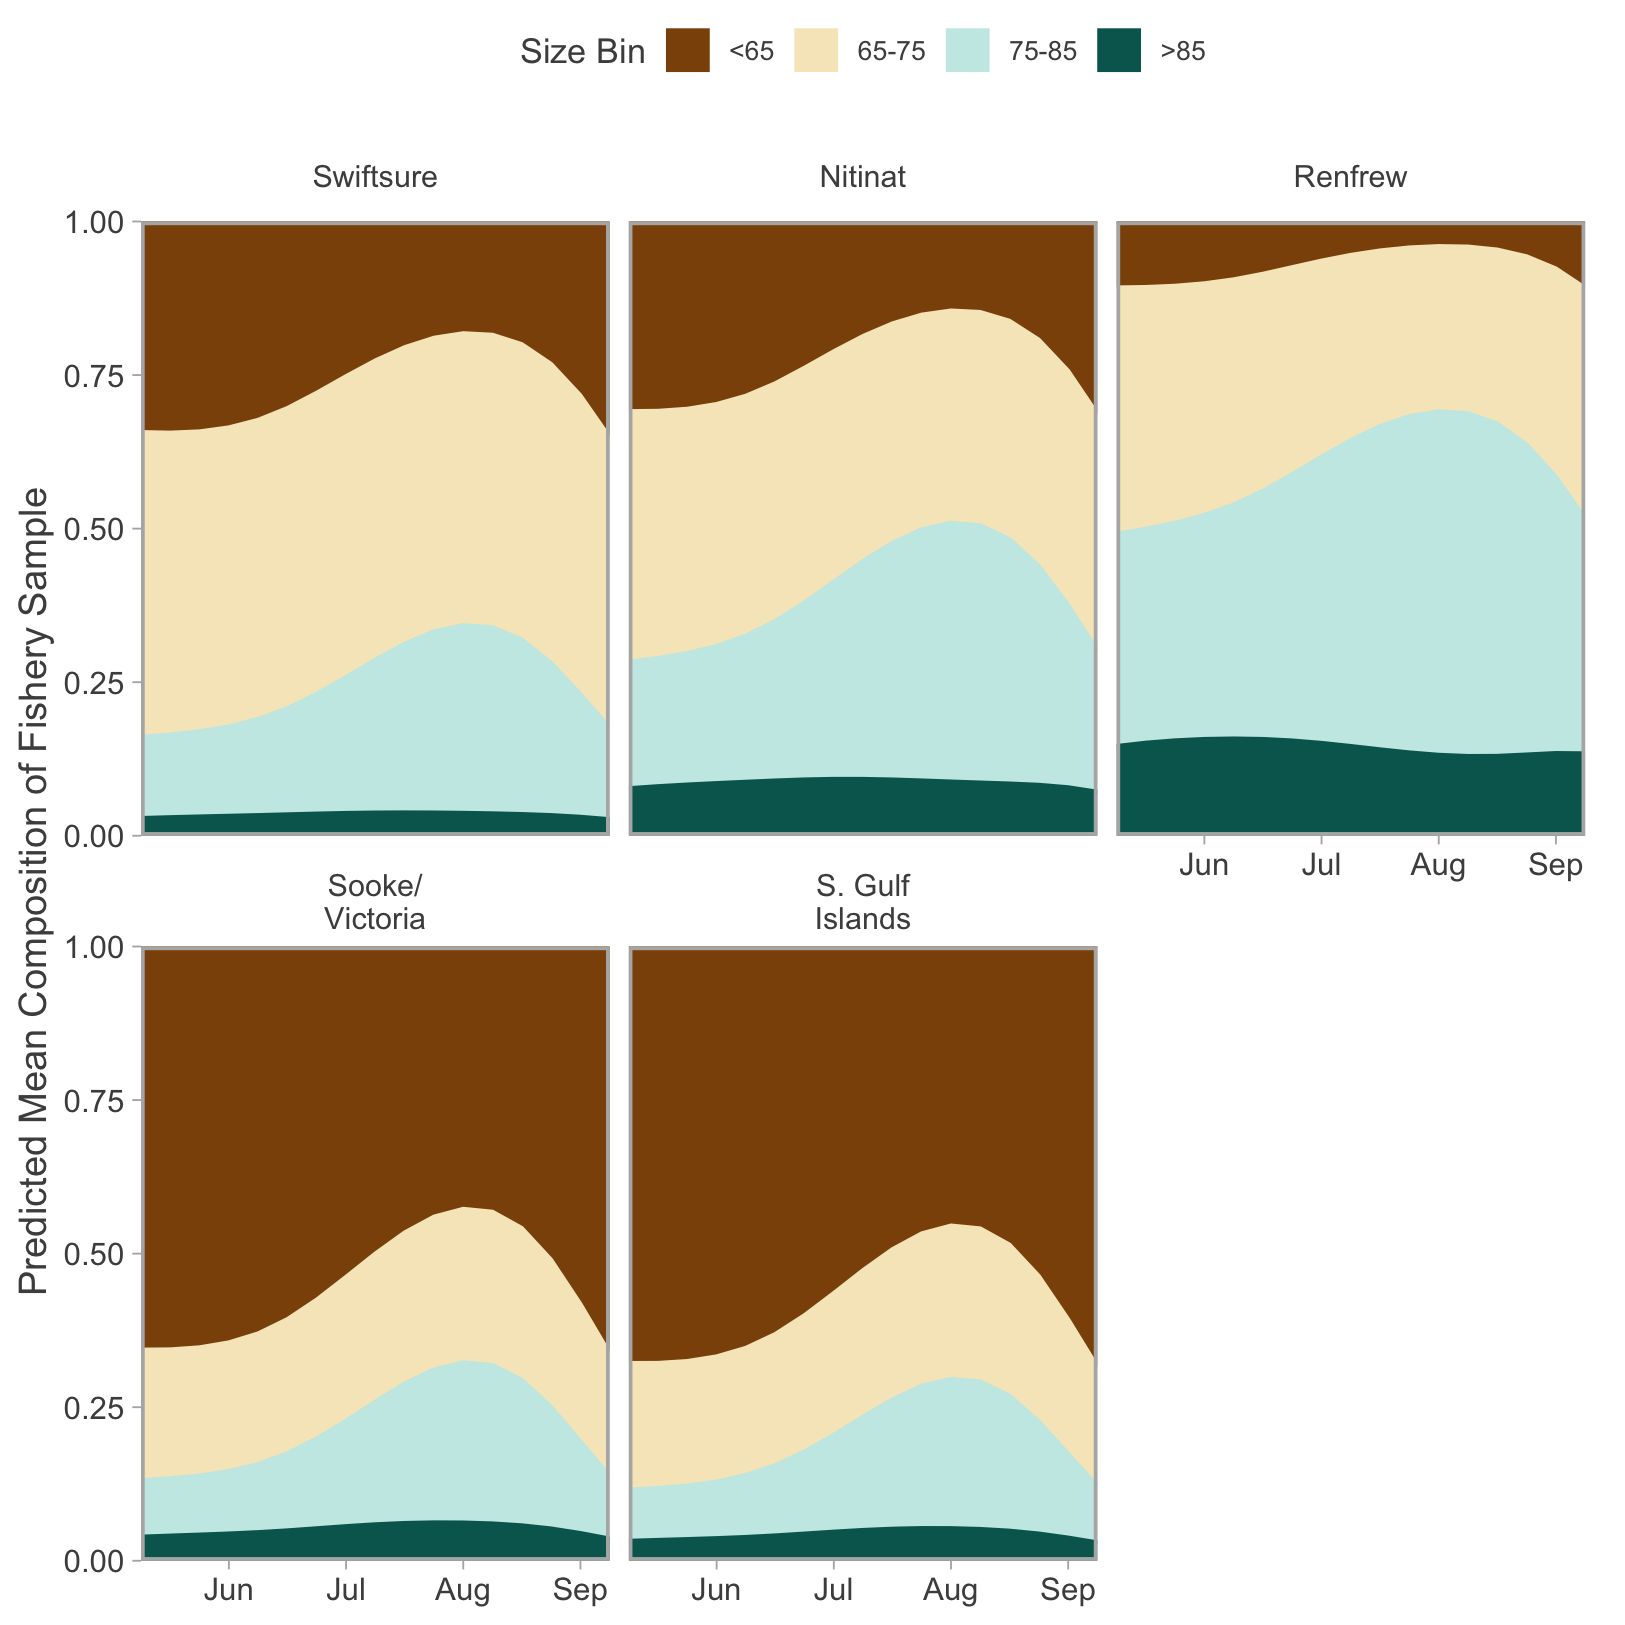 Size Bin <65 65-75 75-85 >85
Swiftsure Nitinat Renfrew
1.00
0.75
0.50
0.25
0.00
Jun Jul Aug Sep
Sooke/
Victoria
S. Gulf
Islands
1.00
0.75
0.50
0.25
0.00
Jun Jul Aug Sep Jun Jul Aug Sep
Predicted Mean Composition of Fishery Sample